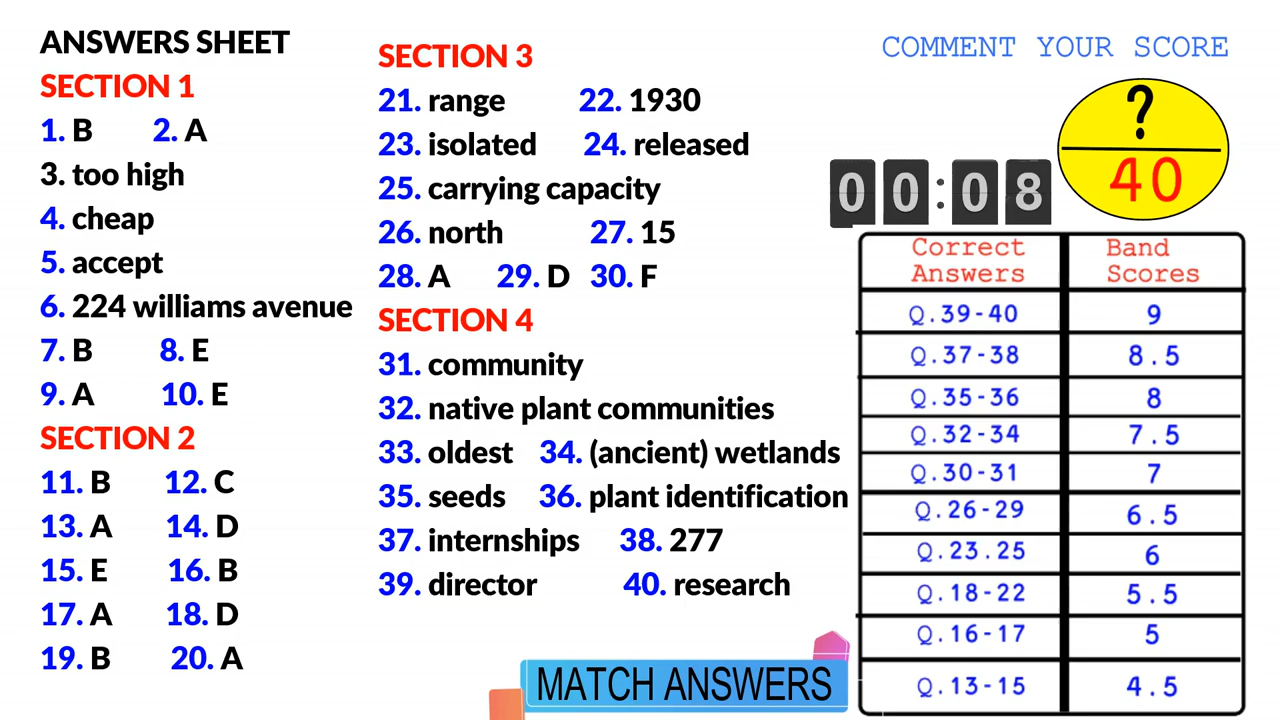 ANSWERS SHEET
SECTION 1
1. B 2. A
3. too high
4. cheap
5. accept
6. 224 williams avenue
7. B 8. E
9. A 10. E
SECTION 2
11. B 12. C
13. A 14. D
15. E 16. B
17. A 18. D
19. B 20. A
SECTION 3
21. range 22. 1930
23. isolated 24. released
25. carrying capacity
26. north 27. 15
28. A 29. D 30. F
SECTION 4
31. community
32. native plant communities
33. oldest 34. (ancient) wetlands
35. seeds 36. plant identification
37. internships 38. 277
39. director 40. research
MATCH ANSWERS
COMMENT YOUR SCORE
?
40
00:08
Correct Answers Band Scores
Q.39-40 9
Q.37-38 8.5
Q.35-36 8
Q.32-34 7.5
Q.30-31 7
Q.26-29 6.5
Q.23.25 6
Q.18-22 5.5
Q.16-17 5
Q.13-15 4.5